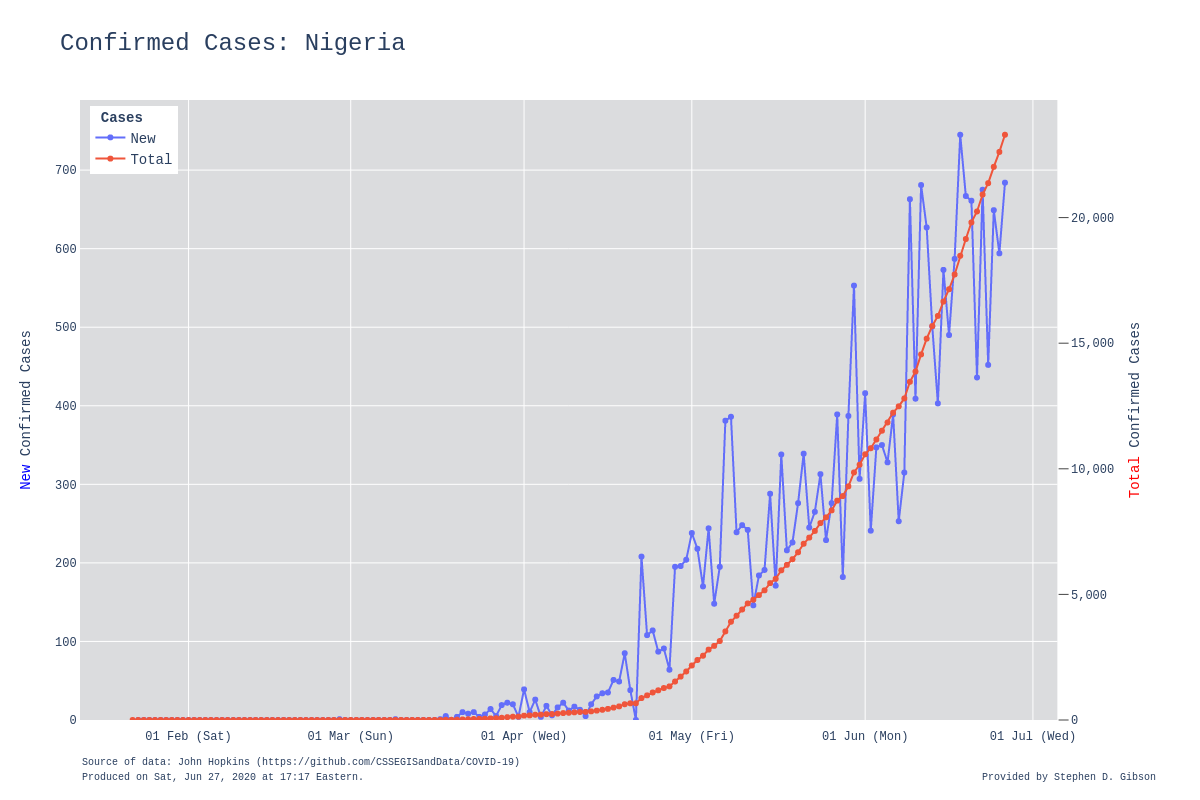 Confirmed Cases: Nigeria
Cases
New
Total
700
600
500
400
300
200
100
0
New Confirmed Cases
20,000
15,000
10,000
5,000
0
Total Confirmed Cases
01 Feb (Sat)
01 Mar (Sun)
01 Apr (Wed)
01 May (Fri)
01 Jun (Mon)
01 Jul (Wed)
Source of data: John Hopkins (https://github.com/CSSEGISandData/COVID-19)
Produced on Sat, Jun 27, 2020 at 17:17 Eastern.
Provided by Stephen D. Gibson